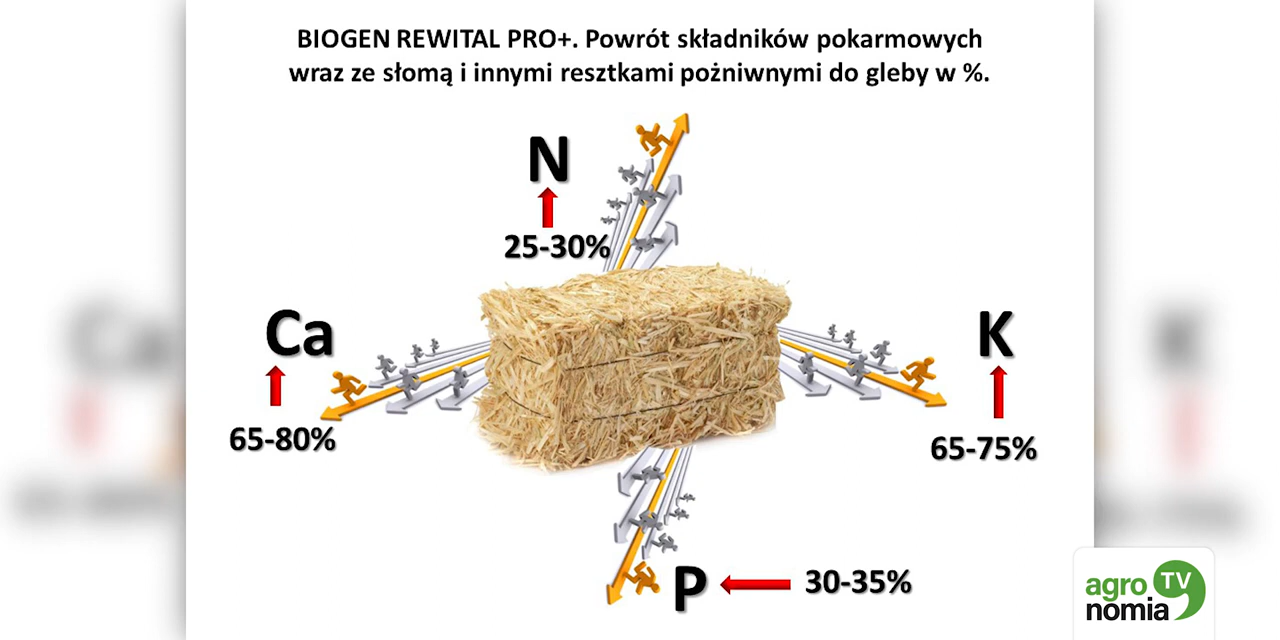 BIOGEN REWITAL PRO+. Powrót składników pokarmowych
wraz ze słomą i innymi resztkami pożniwnymi do gleby w %.
N
25-30%
Ca
65-80%
K
65-75%
P
30-35%
agro
nomia
TV